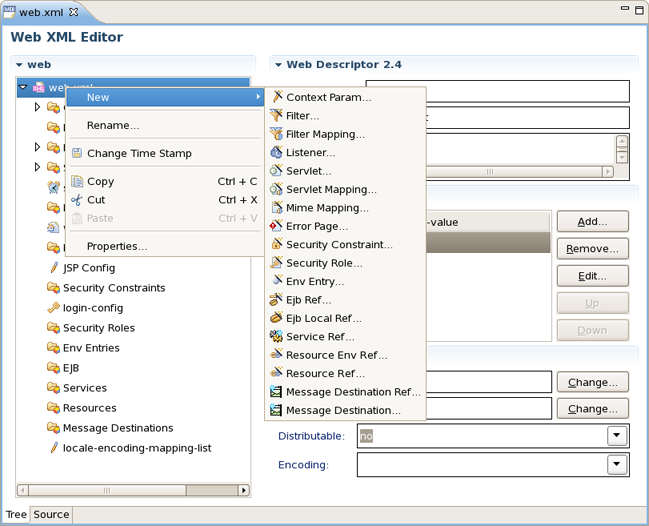 web.xml
Web XML Editor
web
Web Descriptor 2.4
New
Rename...
Change Time Stamp
Copy Ctrl + C
Cut Ctrl + X
Paste Ctrl + V
Properties...
Context Param...
Filter...
Filter Mapping...
Listener...
Servlet...
Servlet Mapping...
Mime Mapping...
Error Page...
Security Constraint...
Security Role...
Env Entry...
Ejb Ref...
Ejb Local Ref...
Service Ref...
Resource Env Ref...
Resource Ref...
Message Destination Ref...
Message Destination...
JSP Config
Security Constraints
login-config
Security Roles
Env Entries
EJB
Services
Resources
Message Destinations
locale-encoding-mapping-list
-value
Add...
Remove...
Edit...
Up
Down
Change...
Change...
Distributable: no
Encoding:
Tree Source